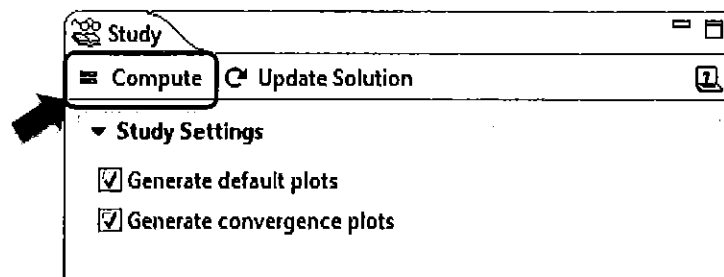 Study
Compute Update Solution
Study Settings
Generate default plots
Generate convergence plots